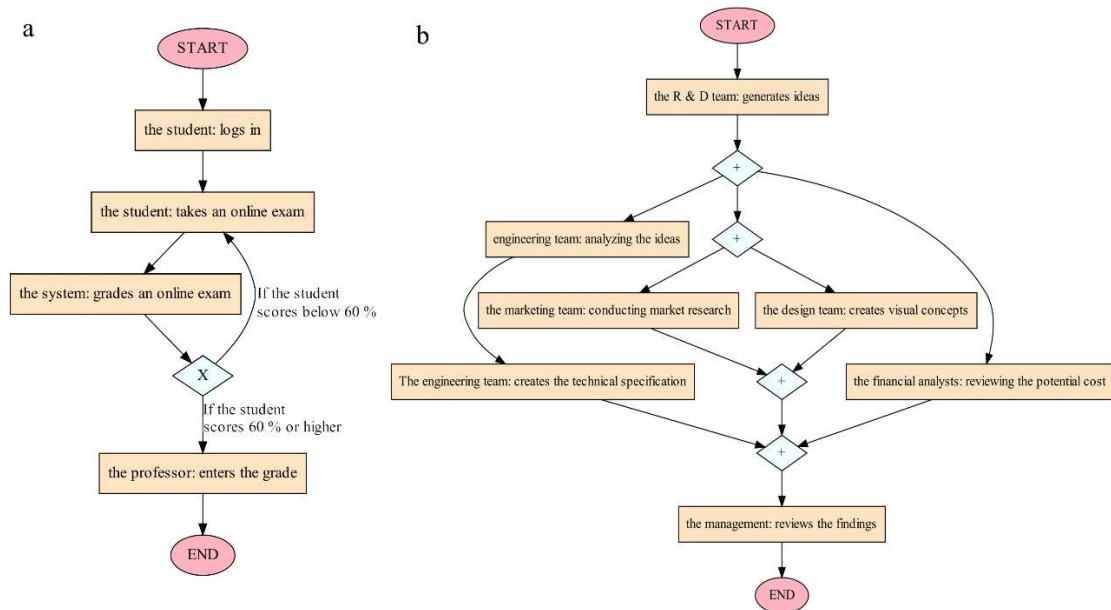 a
START
the student: logs in
the student: takes an online exam
the system: grades an online exam
If the student
scores below 60 %
X
If the student
scores 60 % or higher
the professor: enters the grade
END
b
START
the R & D team: generates ideas
+
engineering team: analyzing the ideas
+
the marketing team: conducting market research
the design team: creates visual concepts
The engineering team: creates the technical specification
+
the financial analysts: reviewing the potential cost
+
the management: reviews the findings
END